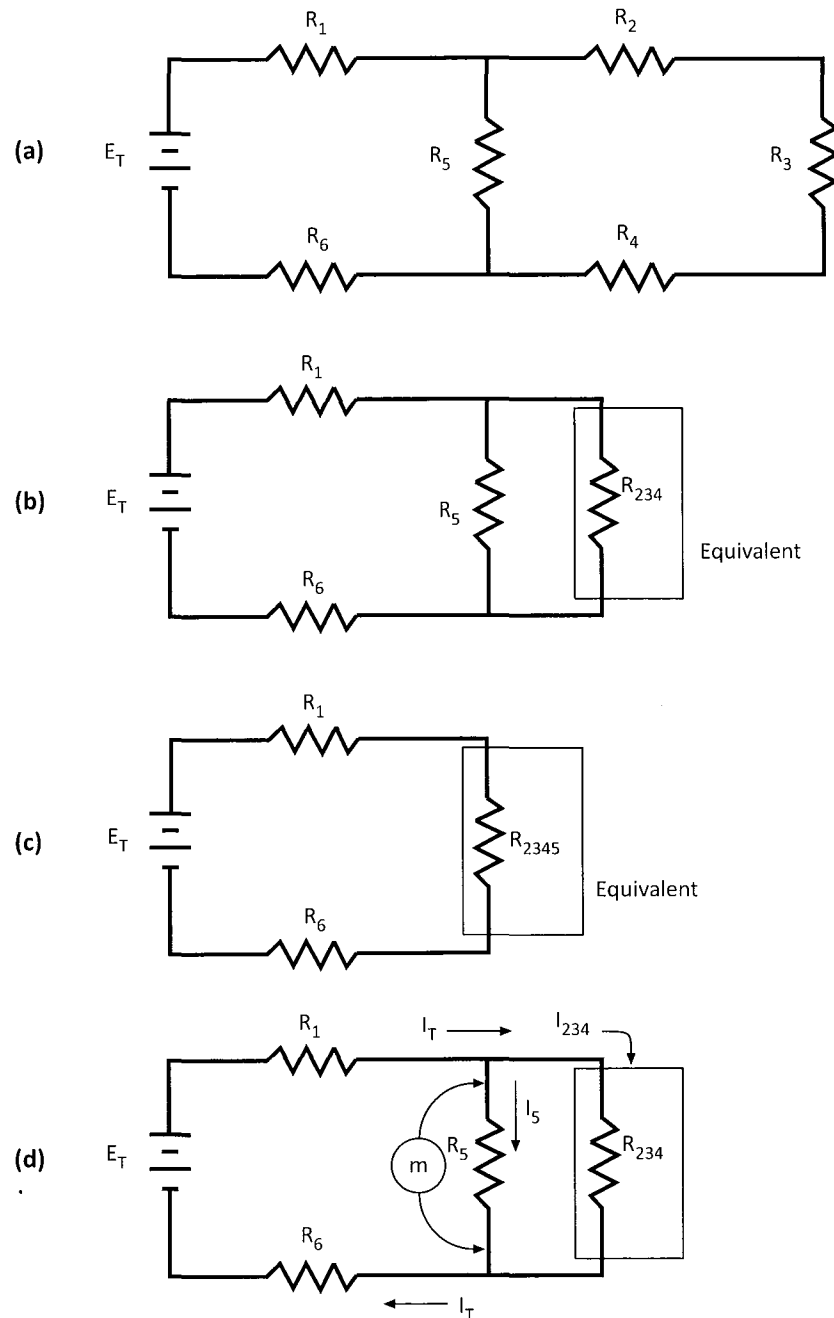 R1
R2
(a)
ET
R5
R3
R6
R4
R1
(b)
ET
R5
R234
Equivalent
R6
R1
(c)
ET
R2345
Equivalent
R6
R1
IT
I234
I5
(d)
ET
m
R5
R234
R6
IT